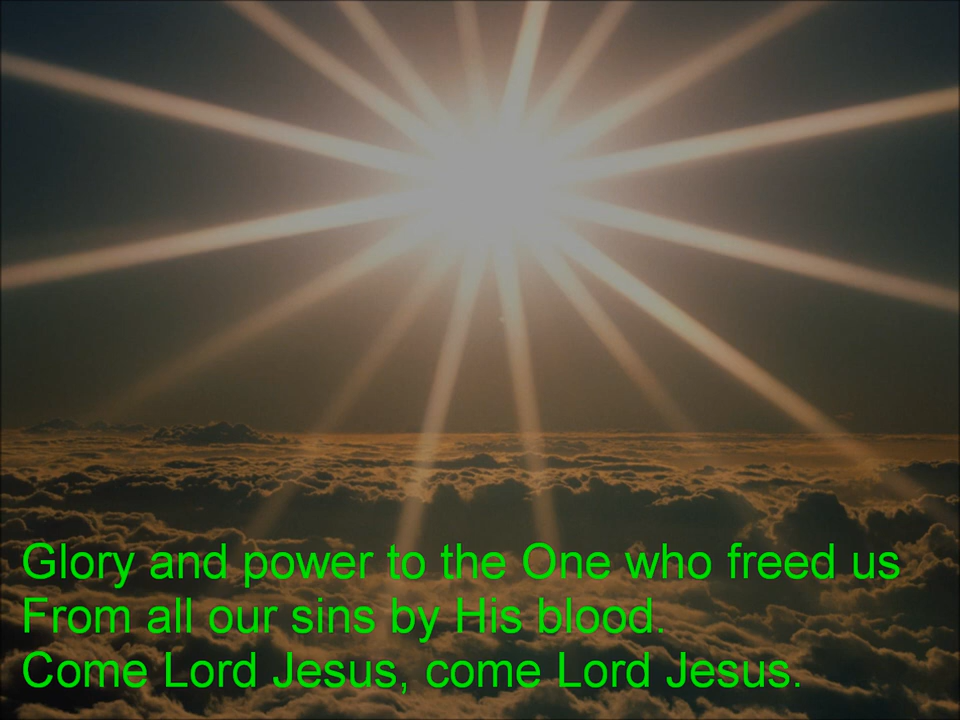 Glory and power to the One who freed us
From all our sins by His blood.
Come Lord Jesus, come Lord Jesus.